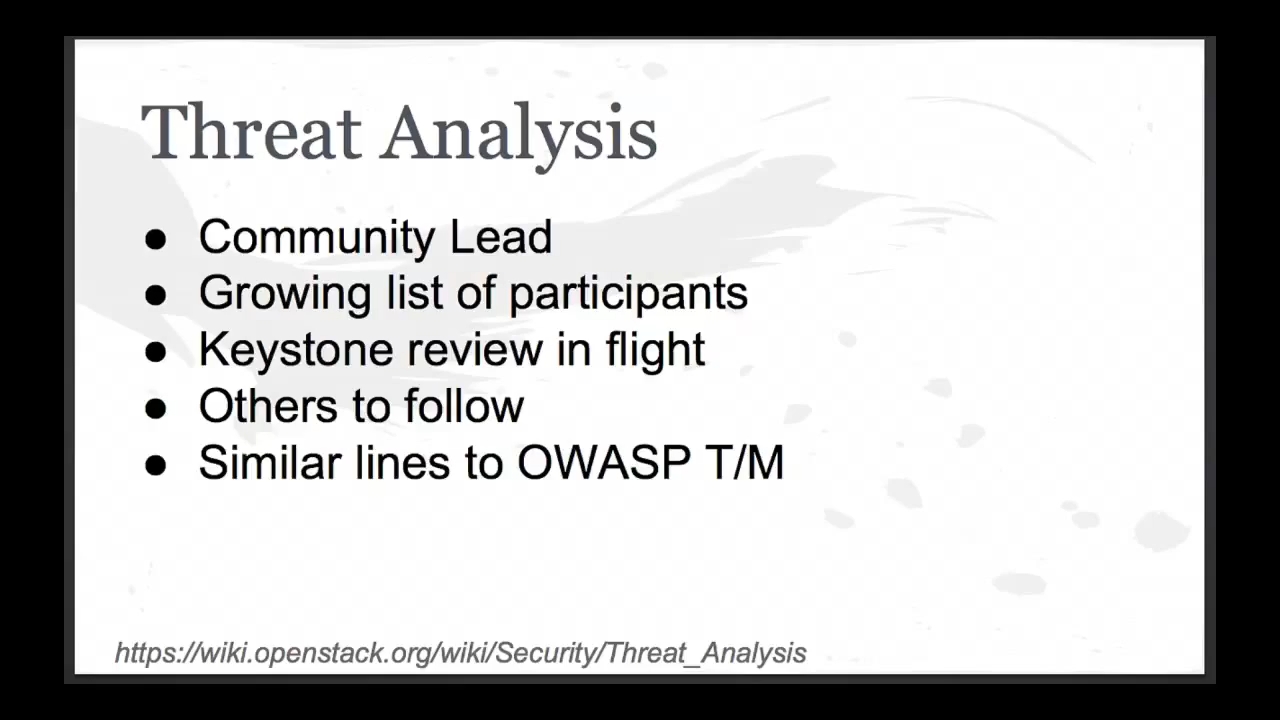 Threat Analysis
● Community Lead
● Growing list of participants
● Keystone review in flight
● Others to follow
● Similar lines to OWASP T/M
https://wiki.openstack.org/wiki/Security/Threat_Analysis